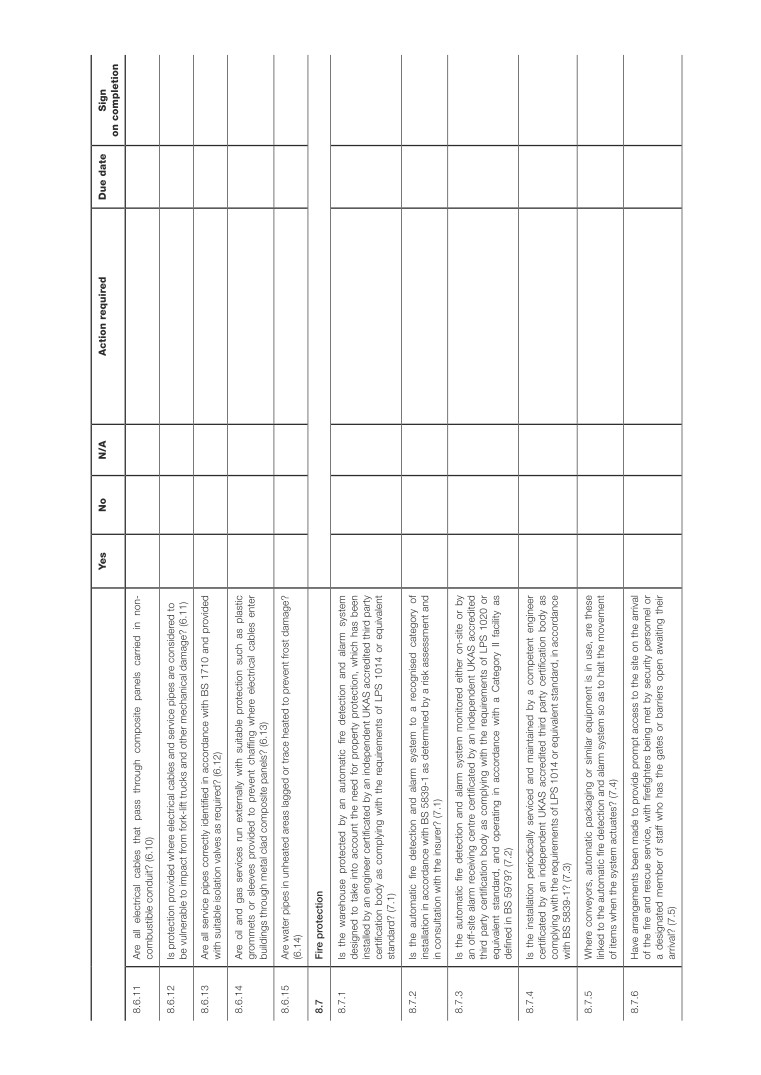 Yes No N/A Action required Due date Sign
on completion
8.6.11 Are all electrical cables that pass through composite panels carried in non-
combustible conduit? (6.10)
8.6.12 Is protection provided where electrical cables and service pipes are considered to
be vulnerable to impact from fork-lift trucks and other mechanical damage? (6.11)
8.6.13 Are all service pipes correctly identified in accordance with BS 1710 and provided
with suitable isolation valves as required? (6.12)
8.6.14 Are oil and gas services run externally with suitable protection such as plastic
grommets or sleeves provided to prevent chaffing where electrical cables enter
buildings through metal clad composite panels? (6.13)
8.6.15 Are water pipes in unheated areas lagged or trace heated to prevent frost damage?
(6.14)
8.7 Fire protection
8.7.1 Is the warehouse protected by an automatic fire detection and alarm system
designed to take into account the need for property protection, which has been
installed by an engineer certificated by an independent UKAS accredited third party
certification body as complying with the requirements of LPS 1014 or equivalent
standard? (7.1)
8.7.2 Is the automatic fire detection and alarm system to a recognised category of
installation in accordance with BS 5839-1 as determined by a risk assessment and
in consultation with the insurer? (7.1)
8.7.3 Is the automatic fire detection and alarm system monitored either on-site or by
an off-site alarm receiving centre certificated by an independent UKAS accredited
third party certification body as complying with the requirements of LPS 1020 or
equivalent standard, and operating in accordance with a Category II facility as
defined in BS 5979? (7.2)
8.7.4 Is the installation periodically serviced and maintained by a competent engineer
certificated by an independent UKAS accredited third party certification body as
complying with the requirements of LPS 1014 or equivalent standard, in accordance
with BS 5839-1? (7.3)
8.7.5 Where conveyors, automatic packaging or similar equipment is in use, are these
linked to the automatic fire detection and alarm system so as to halt the movement
of items when the system actuates? (7.4)
8.7.6 Have arrangements been made to provide prompt access to the site on the arrival
of the fire and rescue service, with firefighters being met by security personnel or
a designated member of staff who has the gates or barriers open awaiting their
arrival? (7.5)